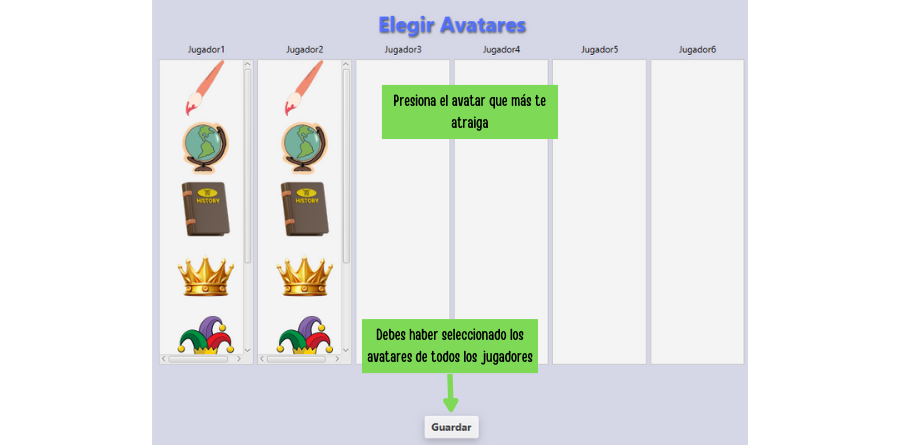 Elegir Avatares
Jugador1 Jugador2 Jugador3 Jugador4 Jugador5 Jugador6
Presiona el avatar que más te
atraiga
HISTORY HISTORY
Debes haber seleccionado los
avatares de todos los jugadores
Guardar